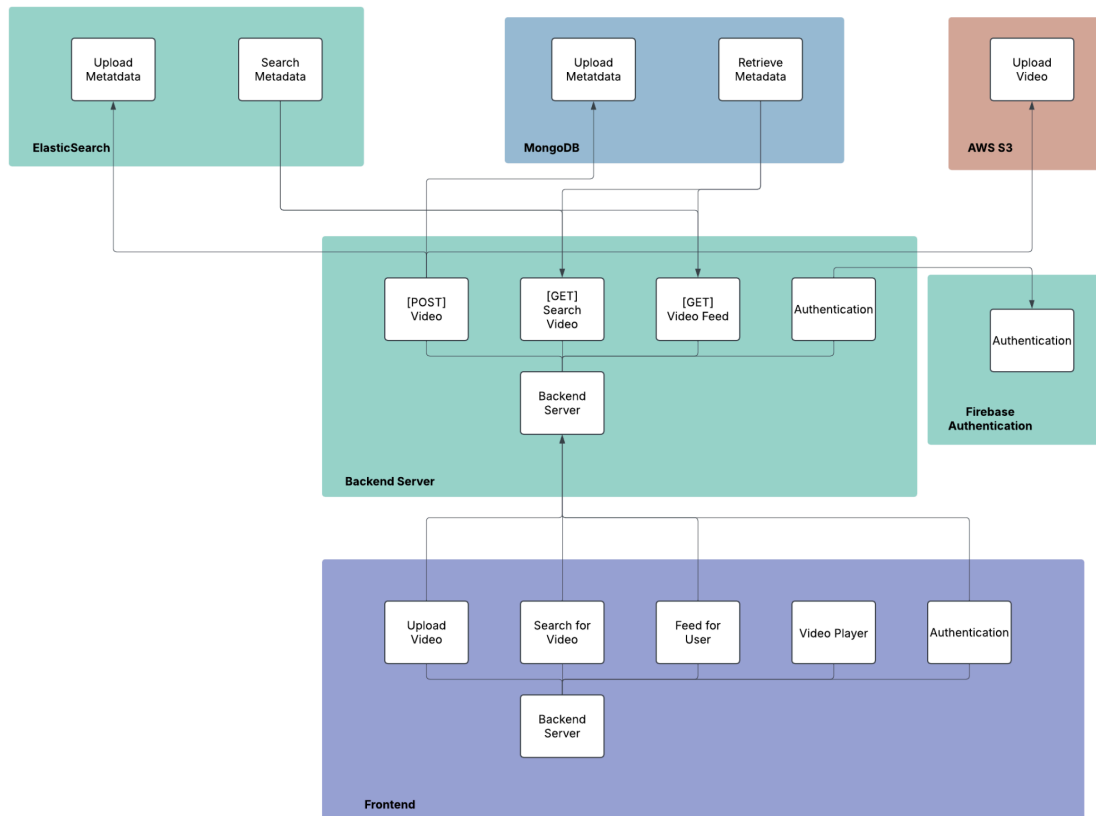 Upload
Metatdata
Search
Metadata
ElasticSearch
Upload
Metatdata
Retrieve
Metadata
MongoDB
Upload
Video
AWS S3
[POST]
Video
[GET]
Search
Video
[GET]
Video Feed
Authentication
Backend
Server
Backend Server
Authentication
Firebase
Authentication
Upload
Video
Search for
Video
Feed for
User
Video Player
Authentication
Backend
Server
Frontend